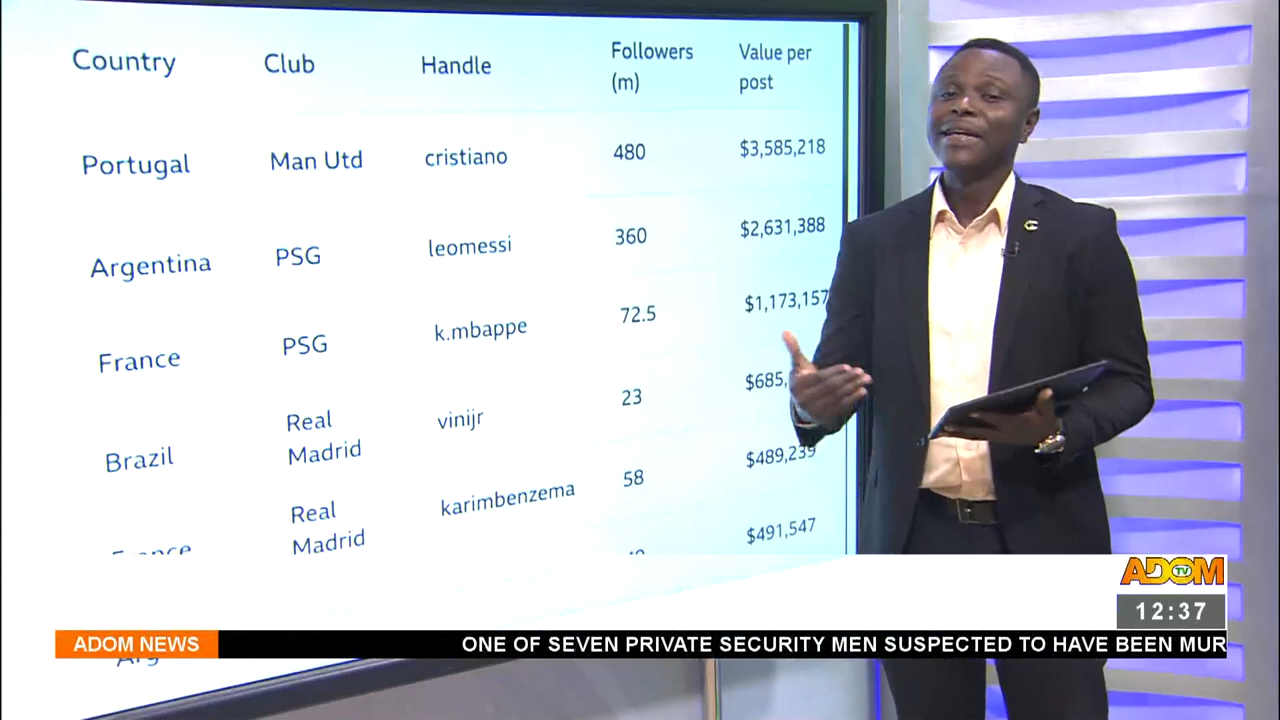 Country Club Handle Followers (m) Value per post
Portugal Man Utd cristiano 480 $3,585,218
Argentina PSG leomessi 360 $2,631,388
France PSG k.mbappe 72.5 $1,173,157
Brazil Real Madrid vinijr 23 $685,
France Real Madrid karimbenzema 58 $489,239
$491,547
ADOM TV
12:37
ADOM NEWS
ONE OF SEVEN PRIVATE SECURITY MEN SUSPECTED TO HAVE BEEN MUR